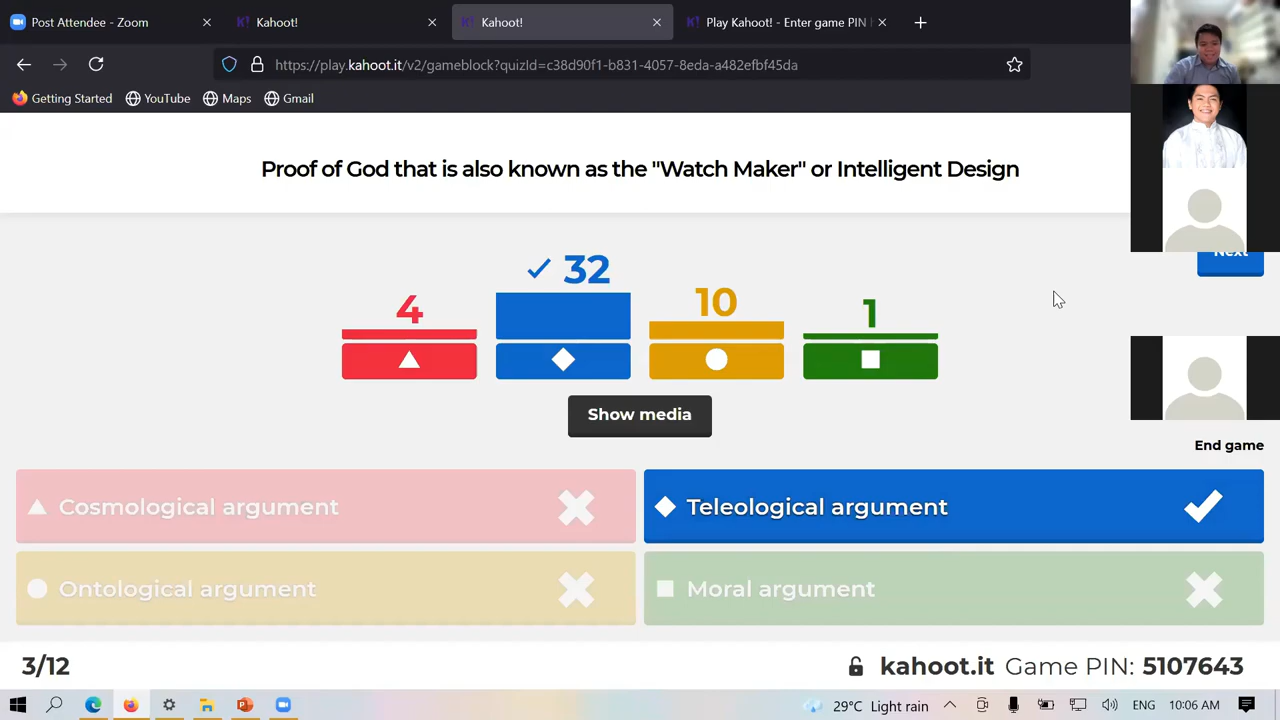 Post Attendee - Zoom
Kahoot!
Kahoot!
Play Kahoot! - Enter game PIN
https://play.kahoot.it/v2/gameblock?quizId=c38d90f1-b831-4057-8eda-a482efbf45da
Getting Started
YouTube
Maps
Gmail
Proof of God that is also known as the "Watch Maker" or Intelligent Design
Next
4
32
10
1
Show media
End game
Cosmological argument
Teleological argument
Ontological argument
Moral argument
3/12
kahoot.it Game PIN: 5107643
29°C Light rain
ENG
10:06 AM